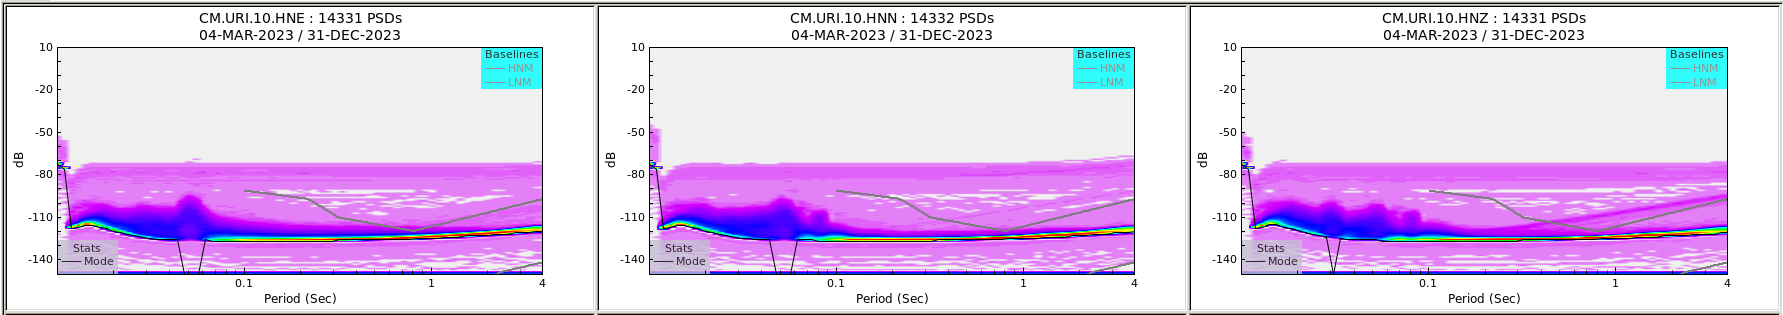 CM.URI.10.HNE : 14331 PSDs
04-MAR-2023 / 31-DEC-2023
10
-20
-50
-80
-110
-140
dB
Baselines
HNM
LNM
Stats
Mode
0.1
1
4
Period (Sec)
CM.URI.10.HNN : 14332 PSDs
04-MAR-2023 / 31-DEC-2023
10
-20
-50
-80
-110
-140
dB
Baselines
HNM
LNM
Stats
Mode
0.1
1
4
Period (Sec)
CM.URI.10.HNZ : 14331 PSDs
04-MAR-2023 / 31-DEC-2023
10
-20
-50
-80
-110
-140
dB
Baselines
HNM
LNM
Stats
Mode
0.1
1
4
Period (Sec)